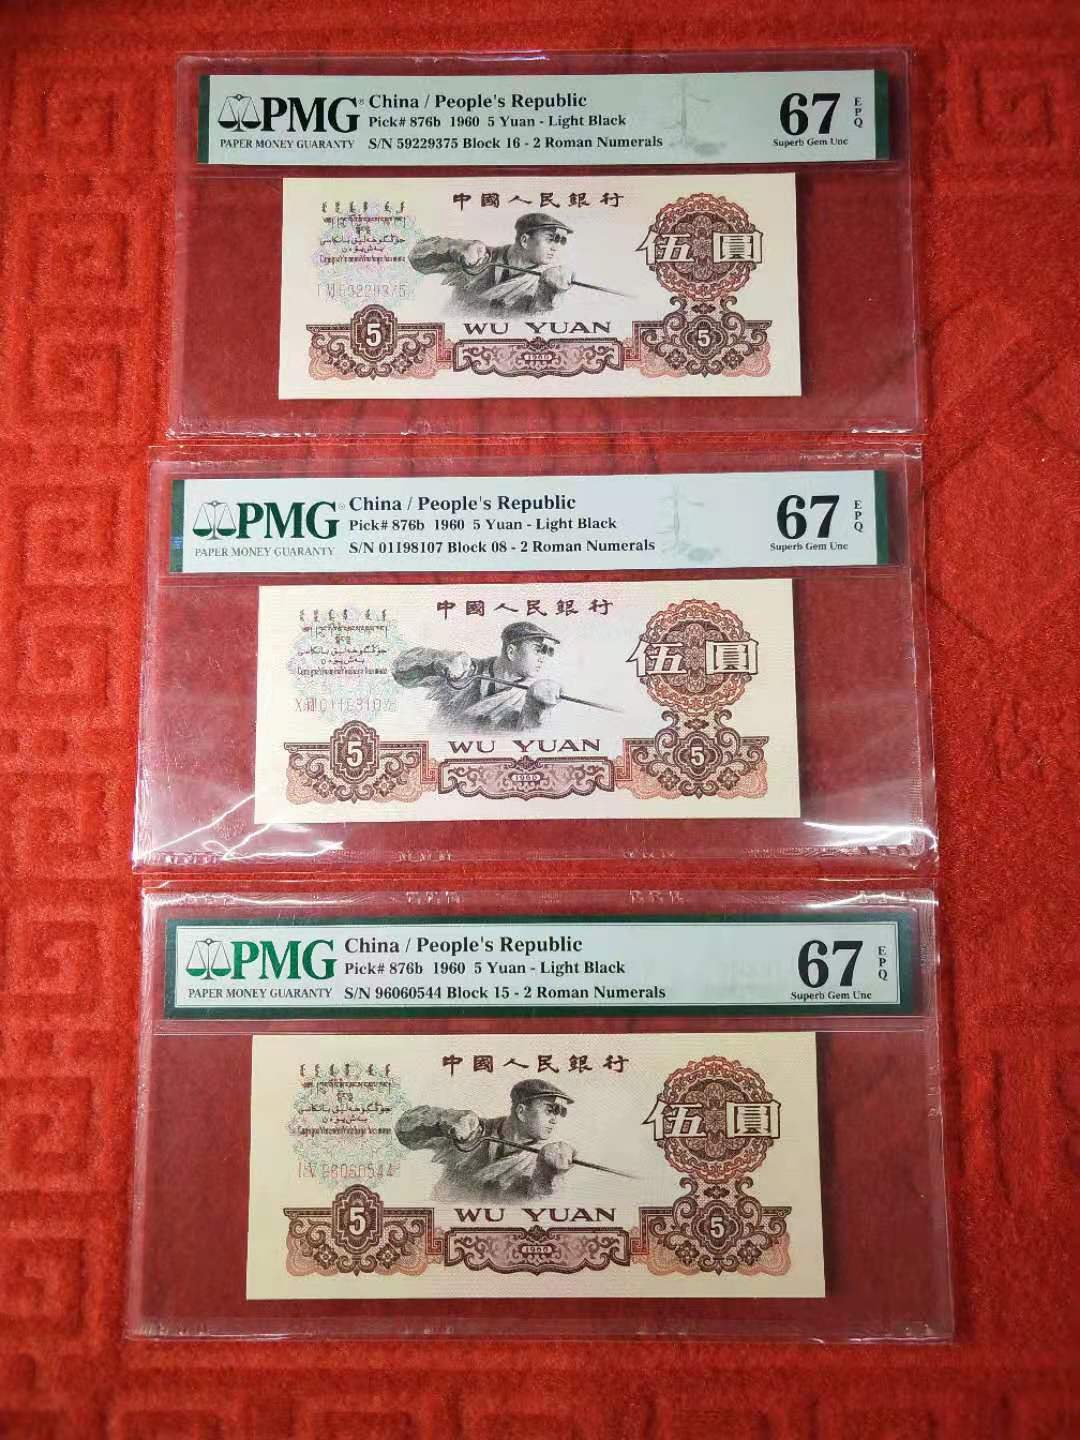 PMG
PAPER MONEY GUARANTY
China / People's Republic
Pick# 876b 1960 5 Yuan - Light Black
S/N 59229375 Block 16 - 2 Roman Numerals
67
EPQ
Superb Gem Unc
中國人民銀行
伍圓
WU YUAN
5
1960
5
PMG
PAPER MONEY GUARANTY
China / People's Republic
Pick# 876b 1960 5 Yuan - Light Black
S/N 01198107 Block 08 - 2 Roman Numerals
67
EPQ
Superb Gem Unc
中國人民銀行
伍圓
WU YUAN
5
1960
5
PMG
PAPER MONEY GUARANTY
China / People's Republic
Pick# 876b 1960 5 Yuan - Light Black
S/N 96060544 Block 15 - 2 Roman Numerals
67
EPQ
Superb Gem Unc
中國人民銀行
伍圓
96060544
WU YUAN
5
1960
5